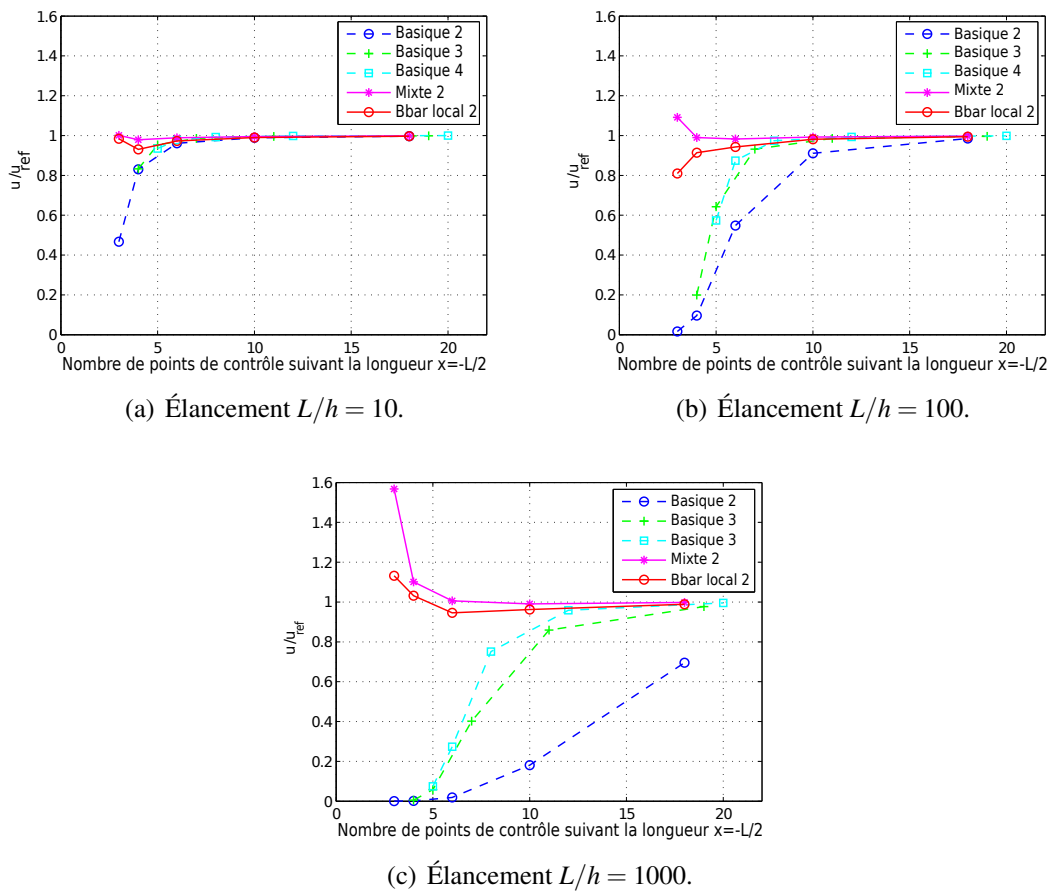 1.6
1.4
1.2
1
0.8
0.6
0.4
0.2
0
u/u_ref
0 5 10 15 20
Nombre de points de contrôle suivant la longueur x=-L/2
Basique 2
Basique 3
Basique 4
Mixte 2
Bbar local 2
(a) Élancement L/h = 10.
1.6
1.4
1.2
1
0.8
0.6
0.4
0.2
0
u/u_ref
0 5 10 15 20
Nombre de points de contrôle suivant la longueur x=-L/2
Basique 2
Basique 3
Basique 4
Mixte 2
Bbar local 2
(b) Élancement L/h = 100.
1.6
1.4
1.2
1
0.8
0.6
0.4
0.2
0
u/u_ref
0 5 10 15 20
Nombre de points de contrôle suivant la longueur x=-L/2
Basique 2
Basique 3
Basique 3
Mixte 2
Bbar local 2
(c) Élancement L/h = 1000.